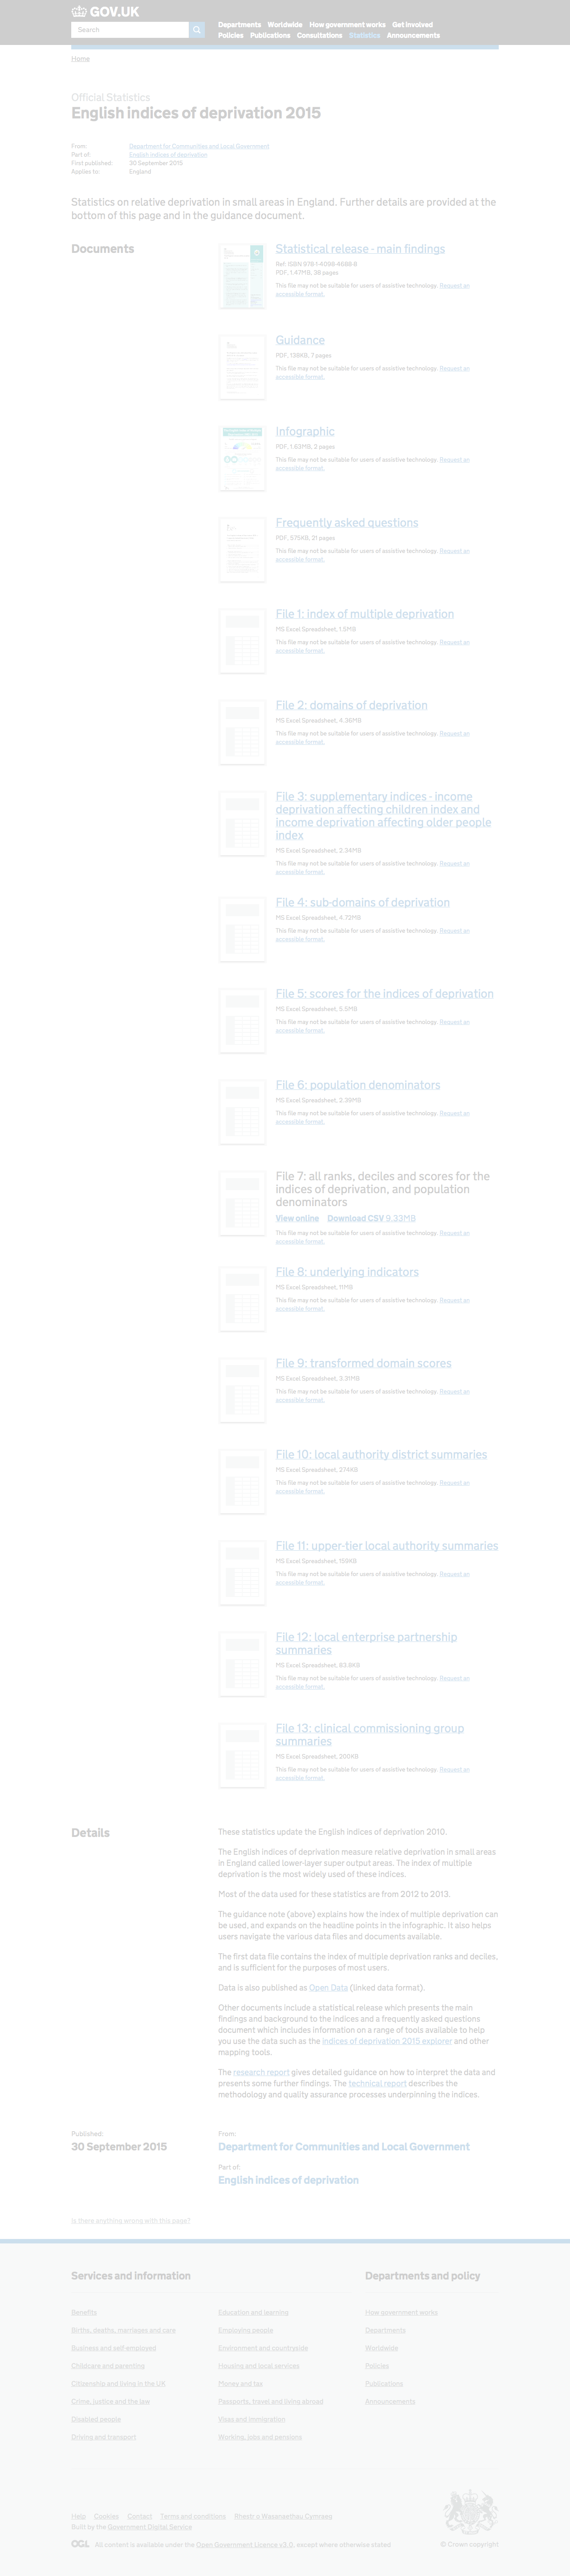 GOV.UK
Search
Departments Worldwide How government works Get involved
Policies Publications Consultations Statistics Announcements
Home
Official Statistics
English indices of deprivation 2015
From: Department for Communities and Local Government
Part of: English indices of deprivation
First published: 30 September 2015
Applies to: England
Statistics on relative deprivation in small areas in England. Further details are provided at the
bottom of this page and in the guidance document.
Documents
Statistical release - main findings
Ref: ISBN 978-1-4098-4688-8
PDF, 1.47MB, 38 pages
This file may not be suitable for users of assistive technology. Request an
accessible format.
Guidance
PDF, 138KB, 7 pages
This file may not be suitable for users of assistive technology. Request an
accessible format.
Infographic
PDF, 1.63MB, 2 pages
This file may not be suitable for users of assistive technology. Request an
accessible format.
Frequently asked questions
PDF, 575KB, 21 pages
This file may not be suitable for users of assistive technology. Request an
accessible format.
File 1: index of multiple deprivation
MS Excel Spreadsheet, 1.5MB
This file may not be suitable for users of assistive technology. Request an
accessible format.
File 2: domains of deprivation
MS Excel Spreadsheet, 4.36MB
This file may not be suitable for users of assistive technology. Request an
accessible format.
File 3: supplementary indices - income
deprivation affecting children index and
income deprivation affecting older people
index
MS Excel Spreadsheet, 2.34MB
This file may not be suitable for users of assistive technology. Request an
accessible format.
File 4: sub-domains of deprivation
MS Excel Spreadsheet, 4.72MB
This file may not be suitable for users of assistive technology. Request an
accessible format.
File 5: scores for the indices of deprivation
MS Excel Spreadsheet, 5.5MB
This file may not be suitable for users of assistive technology. Request an
accessible format.
File 6: population denominators
MS Excel Spreadsheet, 2.39MB
This file may not be suitable for users of assistive technology. Request an
accessible format.
File 7: all ranks, deciles and scores for the
indices of deprivation, and population
denominators
View online Download CSV 9.33MB
This file may not be suitable for users of assistive technology. Request an
accessible format.
File 8: underlying indicators
MS Excel Spreadsheet, 11MB
This file may not be suitable for users of assistive technology. Request an
accessible format.
File 9: transformed domain scores
MS Excel Spreadsheet, 3.31MB
This file may not be suitable for users of assistive technology. Request an
accessible format.
File 10: local authority district summaries
MS Excel Spreadsheet, 274KB
This file may not be suitable for users of assistive technology. Request an
accessible format.
File 11: upper-tier local authority summaries
MS Excel Spreadsheet, 159KB
This file may not be suitable for users of assistive technology. Request an
accessible format.
File 12: local enterprise partnership
summaries
MS Excel Spreadsheet, 63.8KB
This file may not be suitable for users of assistive technology. Request an
accessible format.
File 13: clinical commissioning group
summaries
MS Excel Spreadsheet, 200KB
This file may not be suitable for users of assistive technology. Request an
accessible format.
Details
These statistics update the English indices of deprivation 2010.
The English indices of deprivation measure relative deprivation in small areas
in England called lower-layer super output areas. The index of multiple
deprivation is the most widely used of these indices.
Most of the data used for these statistics are from 2012 to 2013.
The guidance note (above) explains how the index of multiple deprivation can
be used, and expands on the headline points in the infographic. It also helps
users navigate the various data files and documents available.
The first data file contains the index of multiple deprivation ranks and deciles,
and is sufficient for the purposes of most users.
Data is also published as Open Data (linked data format).
Other documents include a statistical release which presents the main
findings and background to the indices and a frequently asked questions
document which includes information on a range of tools available to help
you use the data such as the indices of deprivation 2015 explorer and other
mapping tools.
The research report gives detailed guidance on how to interpret the data and
presents some further findings. The technical report describes the
methodology and quality assurance processes underpinning the indices.
Published:
30 September 2015
From:
Department for Communities and Local Government
Part of:
English indices of deprivation
Is there anything wrong with this page?
Services and information
Departments and policy
Benefits
Education and learning
How government works
Births, deaths, marriages and care
Employing people
Departments
Business and self-employed
Environment and countryside
Worldwide
Childcare and parenting
Housing and local services
Policies
Citizenship and living in the UK
Money and tax
Publications
Crime, justice and the law
Passports, travel and living abroad
Announcements
Disabled people
Visas and immigration
Driving and transport
Working, jobs and pensions
Help Cookies Contact Terms and conditions Rhestr o Wasanaethau Cymraeg
Built by the Government Digital Service
OGL All content is available under the Open Government Licence v3.0, except where otherwise stated
© Crown copyright